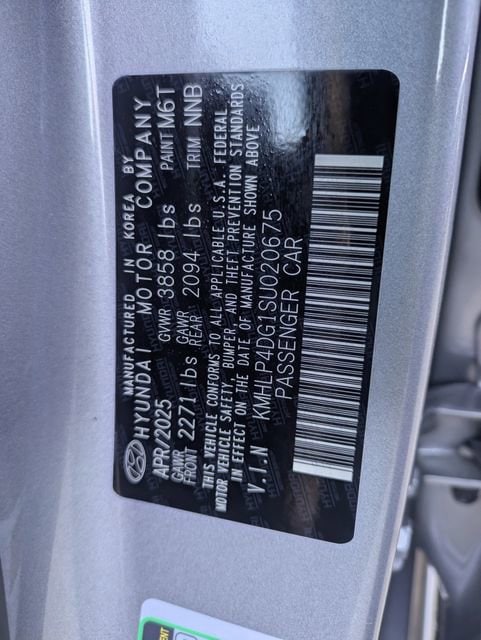 MANUFACTURED IN KOREA BY
HYUNDAI MOTOR COMPANY
APR/2025 GVWR 3858 lbs PAINT M6T
GAWR FRONT 2271 lbs GAWR REAR 2094 lbs TRIM NNB
THIS VEHICLE CONFORMS TO ALL APPLICABLE U.S.A. FEDERAL
MOTOR VEHICLE SAFETY, BUMPER, AND THEFT PREVENTION STANDARDS
IN EFFECT ON THE DATE OF MANUFACTURE SHOWN ABOVE
V.I.N KMHLP4DG1SU020675
PASSENGER CAR